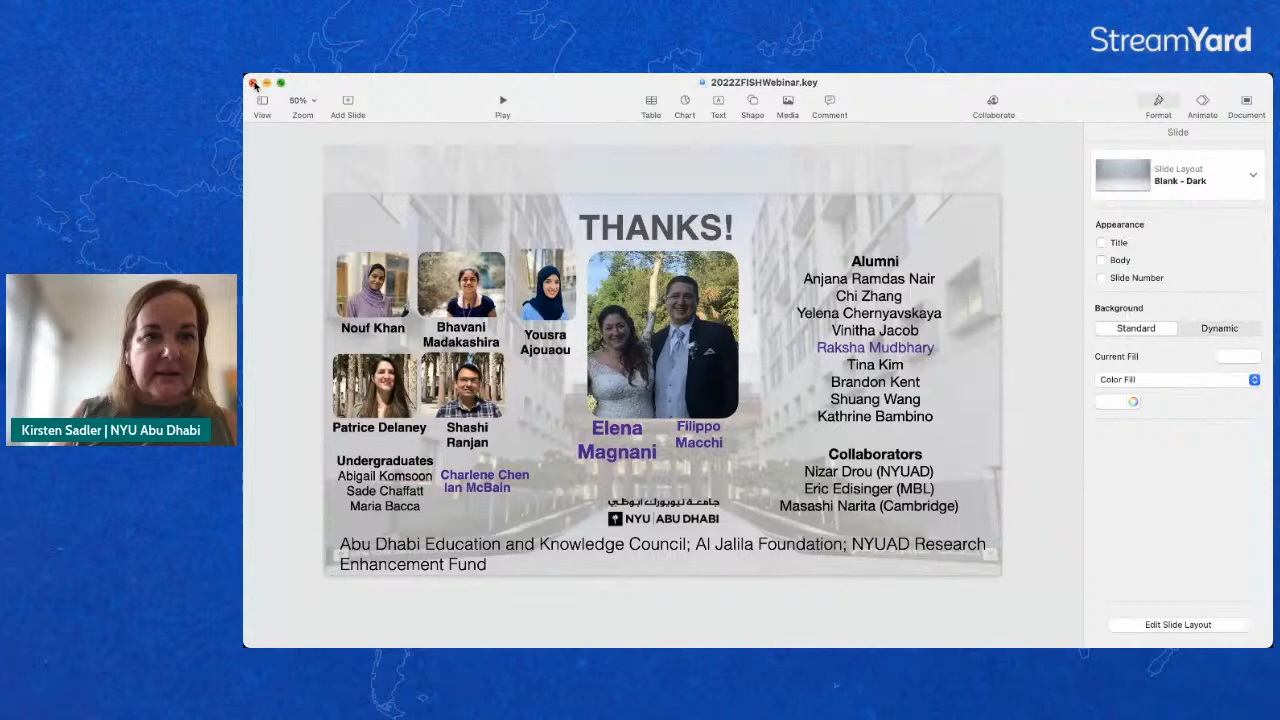 StreamYard
2022ZFISHWebinar.key
View
50%
Zoom
Add Slide
Play
Table
Chart
Text
Shape
Media
Comment
Collaborate
Format
Animate
Document
Slide
Slide Layout
Blank - Dark
Appearance
Title
Body
Slide Number
Background
Standard
Dynamic
Current Fill
Color Fill
Edit Slide Layout
THANKS!
Nouf Khan
Bhavani
Madakashira
Yousra
Ajouaou
Patrice Delaney
Shashi
Ranjan
Undergraduates
Abigail Komsoon
Sade Chaffatt
Maria Bacca
Charlene Chen
Ian McBain
Elena
Magnani
Filippo
Macchi
Alumni
Anjana Ramdas Nair
Chi Zhang
Yelena Chernyavskaya
Vinitha Jacob
Raksha Mudbhary
Tina Kim
Brandon Kent
Shuang Wang
Kathrine Bambino
Collaborators
Nizar Drou (NYUAD)
Eric Edisinger (MBL)
Masashi Narita (Cambridge)
جامعة نيويورك أبوظبي
NYU | ABU DHABI
Abu Dhabi Education and Knowledge Council; Al Jalila Foundation; NYUAD Research
Enhancement Fund
Kirsten Sadler | NYU Abu Dhabi